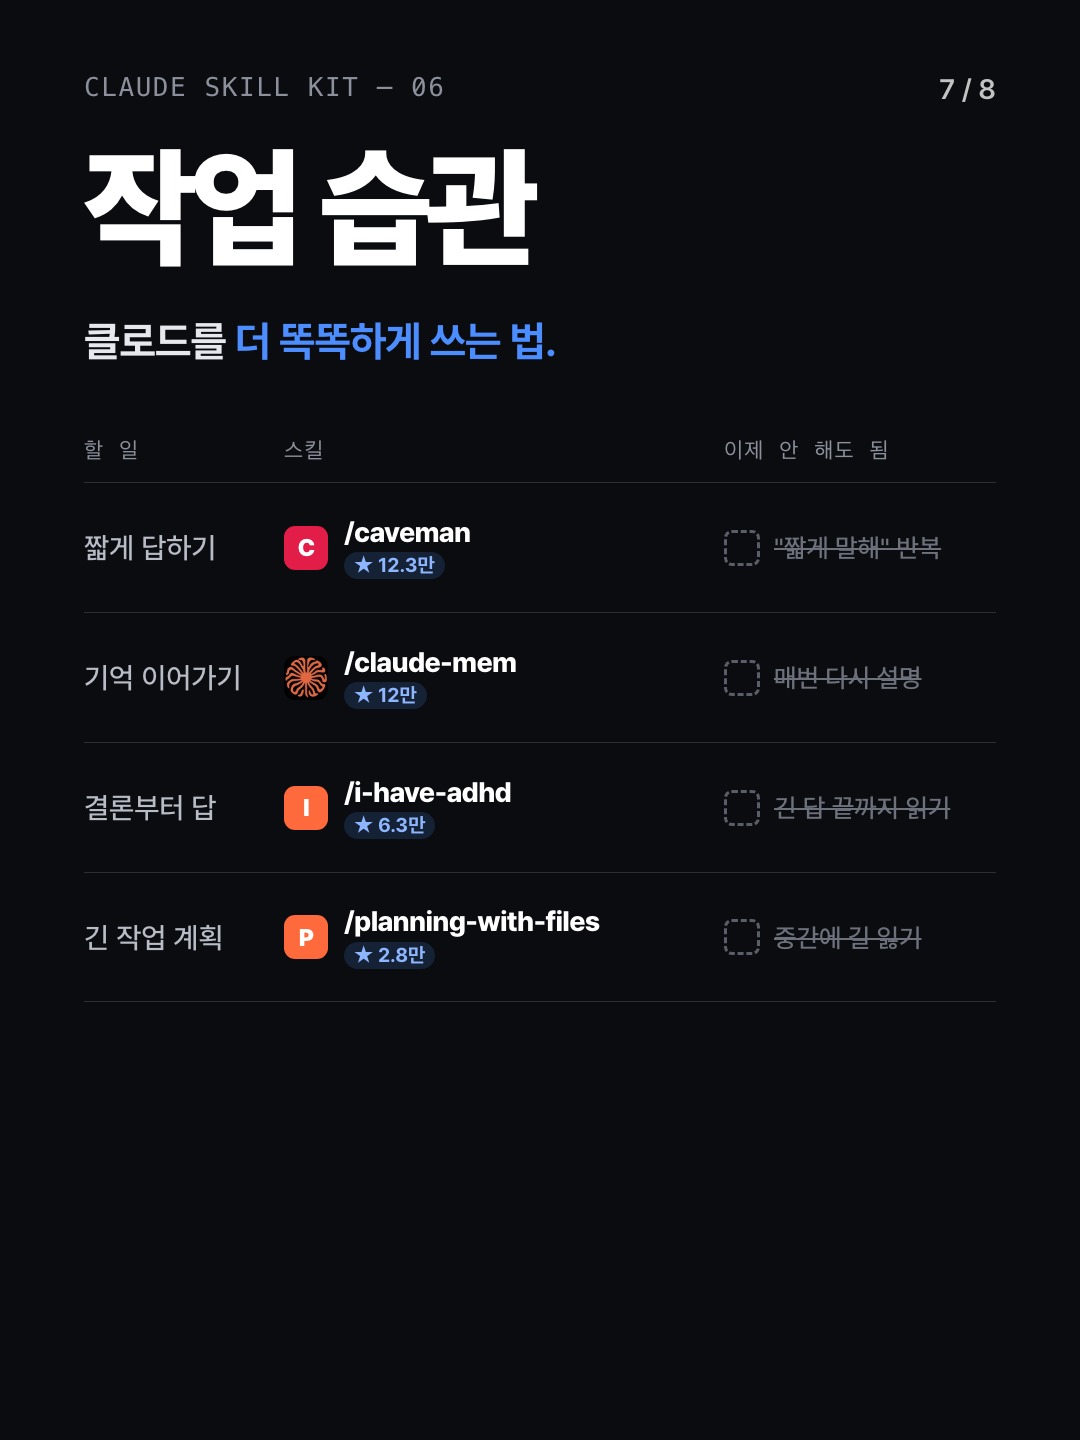 CLAUDE SKILL KIT — 06
7 / 8
작업 습관
클로드를 더 똑똑하게 쓰는 법.
할 일 스킬 이제 안 해도 됨
짧게 답하기 C /caveman "짧게 말해" 반복
★ 12.3만
기억 이어가기 /claude-mem 매번 다시 설명
★ 12만
결론부터 답 I /i-have-adhd 긴 답 끝까지 읽기
★ 6.3만
긴 작업 계획 P /planning-with-files 중간에 길 잃기
★ 2.8만